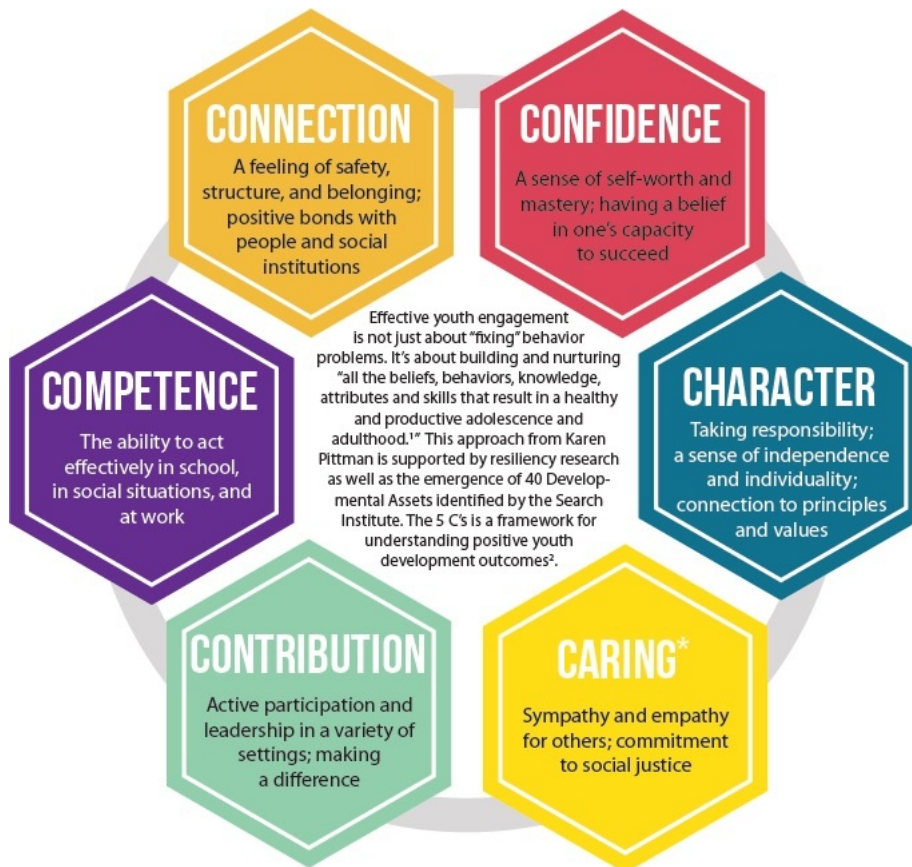 CONNECTION
A feeling of safety,
structure, and belonging;
positive bonds with
people and social
institutions
CONFIDENCE
A sense of self-worth and
mastery; having a belief
in one's capacity
to succeed
COMPETENCE
The ability to act
effectively in school,
in social situations, and
at work
Effective youth engagement
is not just about "fixing" behavior
problems. It's about building and nurturing
"all the beliefs, behaviors, knowledge,
attributes and skills that result in a healthy
and productive adolescence and
adulthood.¹" This approach from Karen
Pittman is supported by resiliency research
as well as the emergence of 40 Develop-
mental Assets identified by the Search
Institute. The 5 C's is a framework for
understanding positive youth
development outcomes².
CHARACTER
Taking responsibility;
a sense of independence
and individuality;
connection to principles
and values
CONTRIBUTION
Active participation and
leadership in a variety of
settings; making
a difference
CARING*
Sympathy and empathy
for others; commitment
to social justice